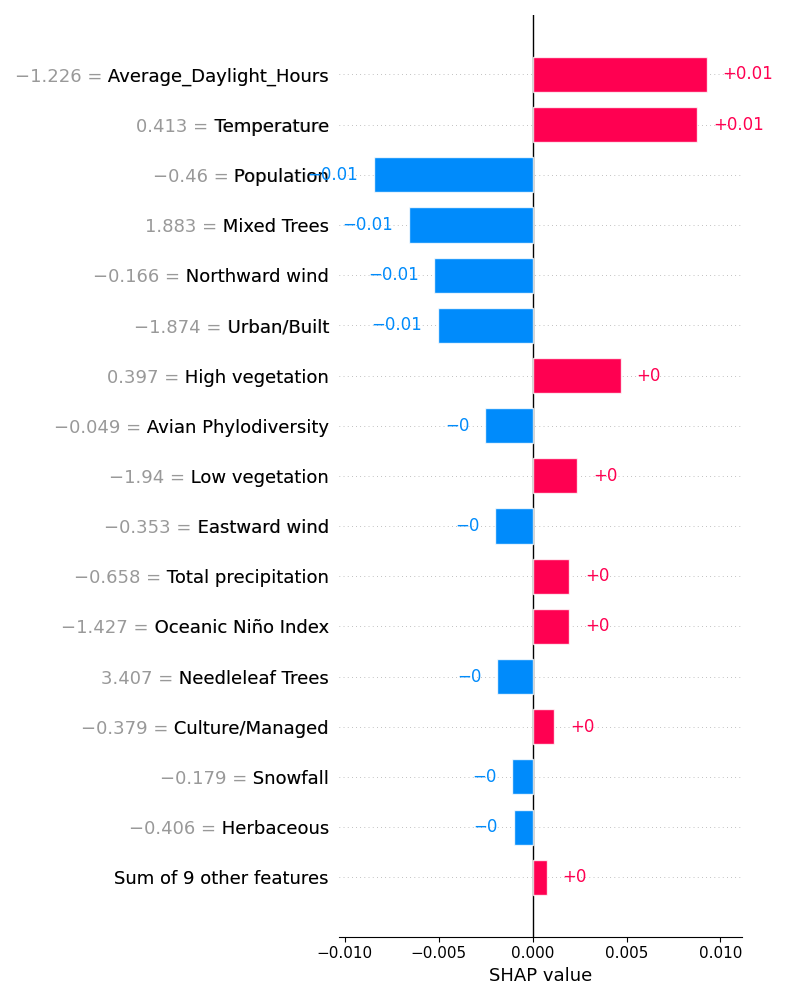 −1.226 = Average_Daylight_Hours +0.01
0.413 = Temperature +0.01
−0.46 = Population −0.01
1.883 = Mixed Trees −0.01
−0.166 = Northward wind −0.01
−1.874 = Urban/Built −0.01
0.397 = High vegetation +0
−0.049 = Avian Phylodiversity −0
−1.94 = Low vegetation +0
−0.353 = Eastward wind −0
−0.658 = Total precipitation +0
−1.427 = Oceanic Niño Index +0
3.407 = Needleleaf Trees −0
−0.379 = Culture/Managed +0
−0.179 = Snowfall −0
−0.406 = Herbaceous −0
Sum of 9 other features +0
−0.010 −0.005 0.000 0.005 0.010
SHAP value